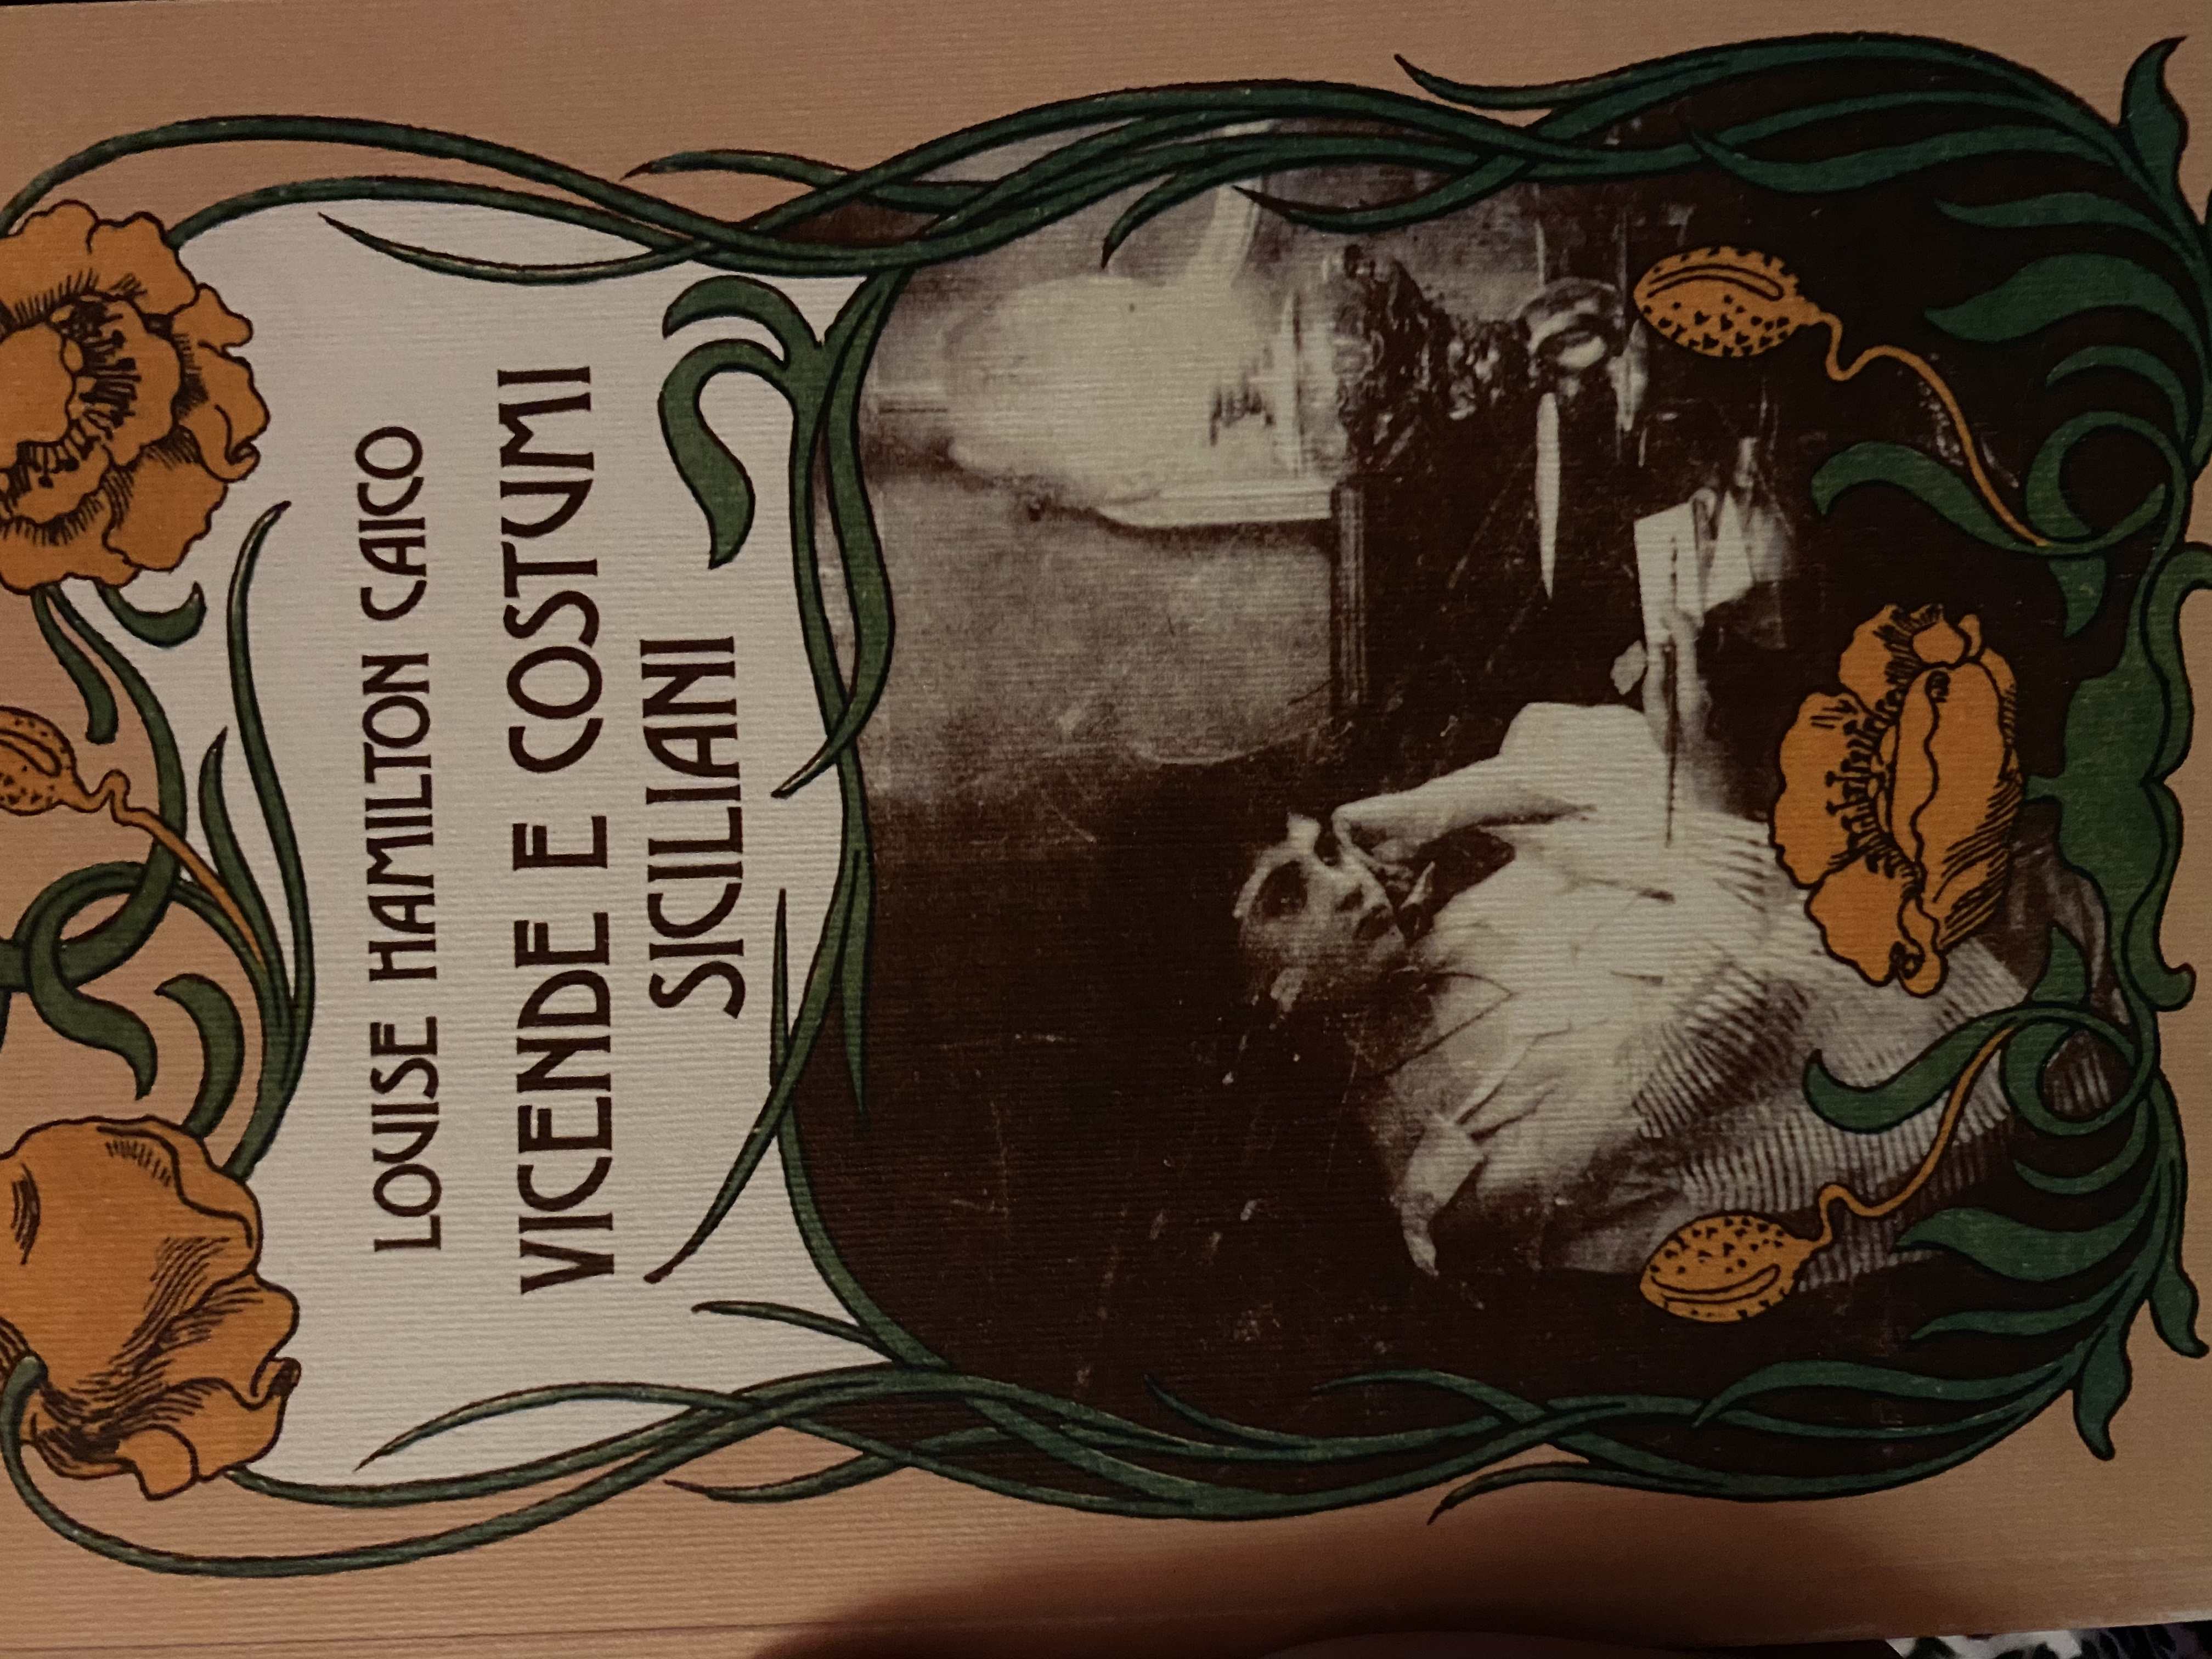 LOUISE HAMILTON CAICO
VICENDE E COSTUMI
SICILIANI